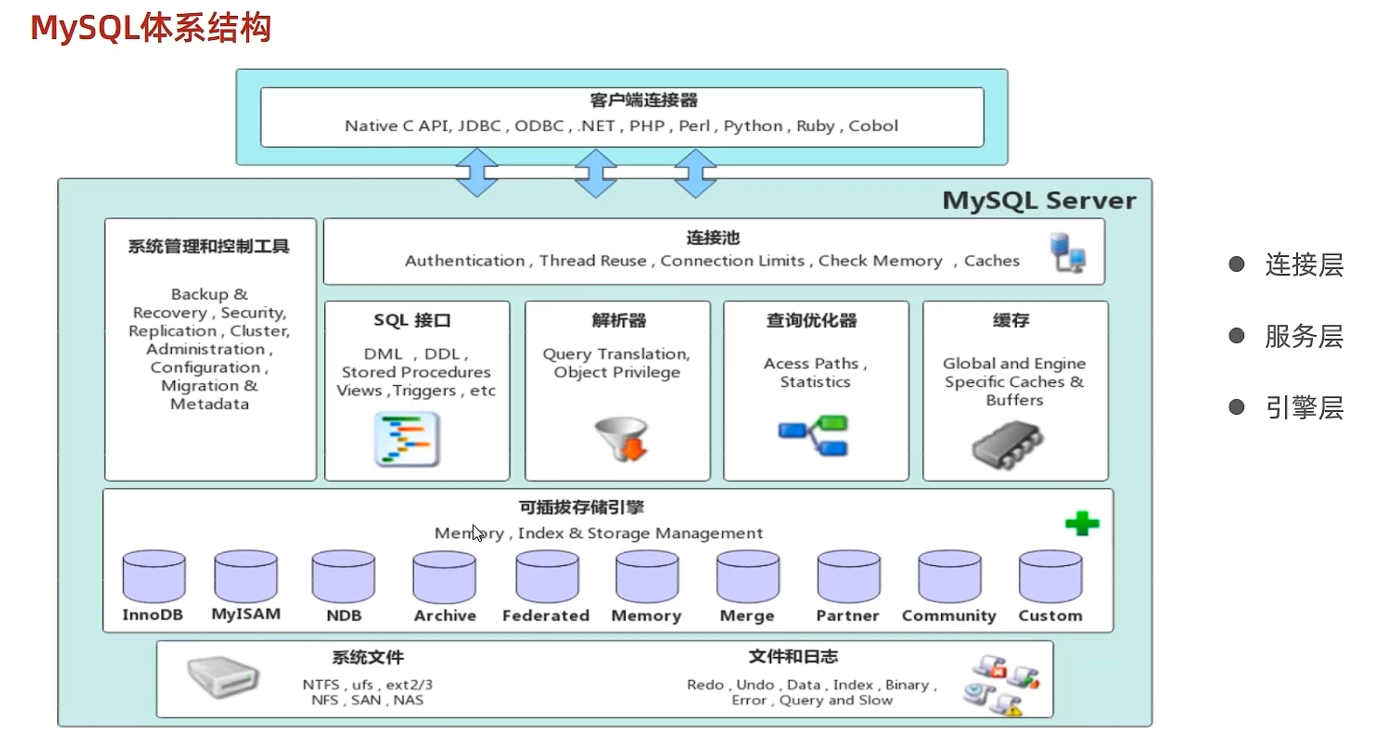 MySQL体系结构
客户端连接器
Native C API, JDBC , ODBC , .NET , PHP , Perl , Python , Ruby , Cobol
MySQL Server
系统管理和控制工具
Backup &
Recovery , Security,
Replication , Cluster,
Administration ,
Configuration ,
Migration &
Metadata
连接池
Authentication , Thread Reuse , Connection Limits , Check Memory , Caches
SQL 接口
DML , DDL ,
Stored Procedures
Views , Triggers , etc
解析器
Query Translation,
Object Privilege
查询优化器
Acess Paths ,
Statistics
缓存
Global and Engine
Specific Caches &
Buffers
可插拔存储引擎
Memory , Index & Storage Management
InnoDB
MyISAM
NDB
Archive
Federated
Memory
Merge
Partner
Community
Custom
系统文件
NTFS , ufs , ext2/3
NFS , SAN , NAS
文件和日志
Redo , Undo , Data , Index , Binary ,
Error , Query and Slow
连接层
服务层
引擎层